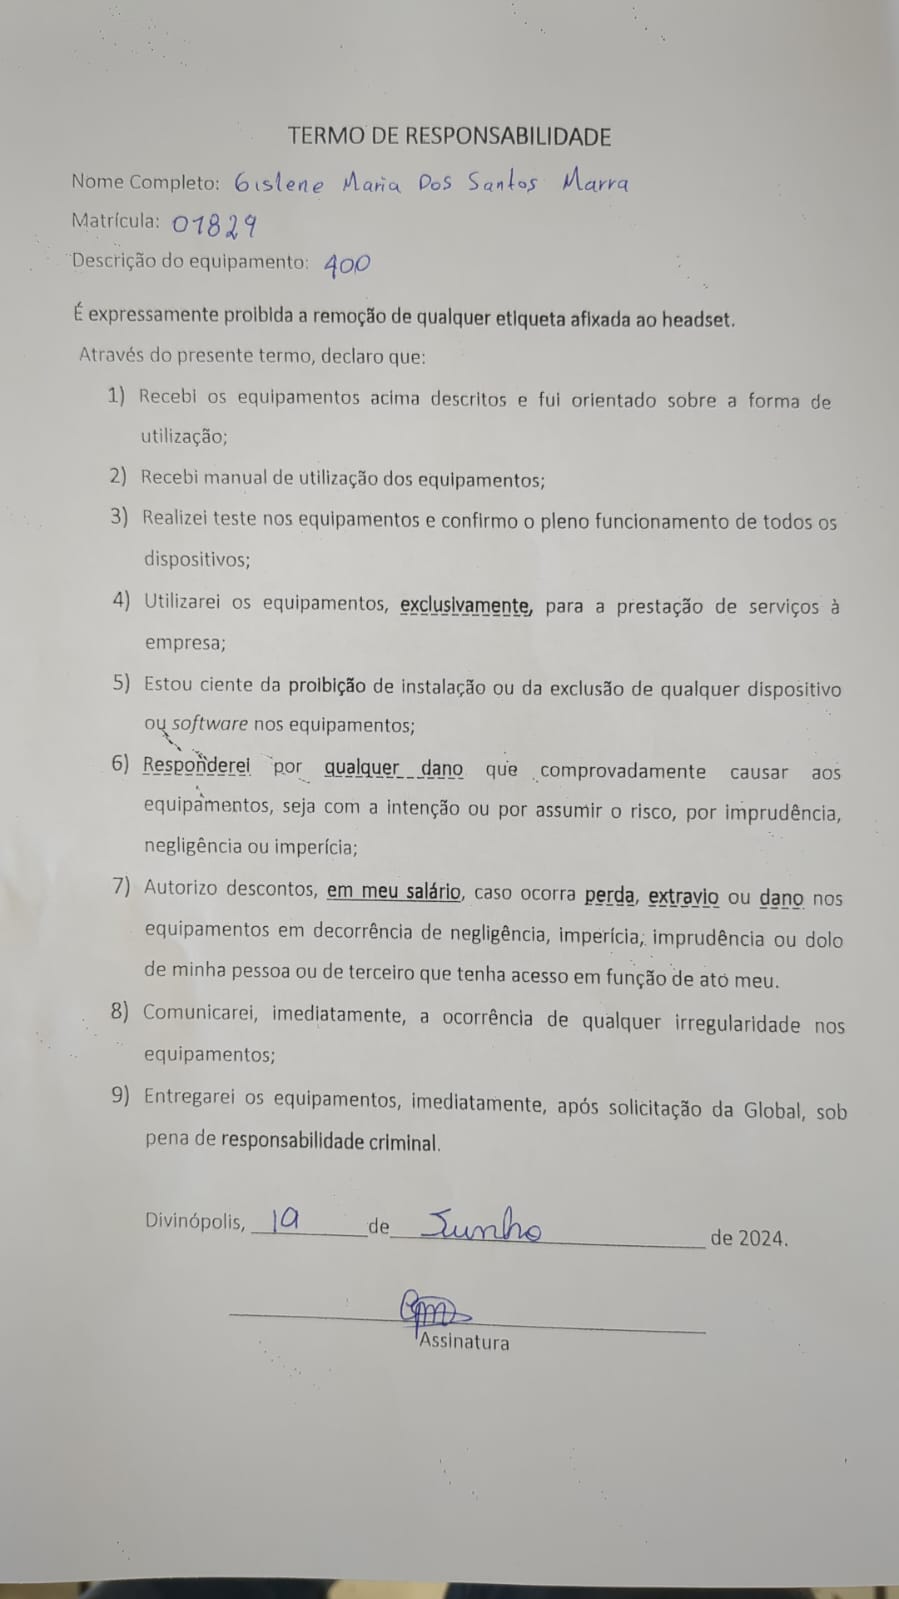 TERMO DE RESPONSABILIDADE
Nome Completo: Gislene Maria Dos Santos Marra
Matrícula: 01829
Descrição do equipamento: 400
É expressamente proibida a remoção de qualquer etiqueta afixada ao headset.
Através do presente termo, declaro que:
1) Recebi os equipamentos acima descritos e fui orientado sobre a forma de
utilização;
2) Recebi manual de utilização dos equipamentos;
3) Realizei teste nos equipamentos e confirmo o pleno funcionamento de todos os
dispositivos;
4) Utilizarei os equipamentos, exclusivamente, para a prestação de serviços à
empresa;
5) Estou ciente da proibição de instalação ou da exclusão de qualquer dispositivo
ou software nos equipamentos;
6) Responderei por qualquer dano que comprovadamente causar aos
equipamentos, seja com a intenção ou por assumir o risco, por imprudência,
negligência ou imperícia;
7) Autorizo descontos, em meu salário, caso ocorra perda, extravio ou dano nos
equipamentos em decorrência de negligência, imperícia, imprudência ou dolo
de minha pessoa ou de terceiro que tenha acesso em função de ato meu.
8) Comunicarei, imediatamente, a ocorrência de qualquer irregularidade nos
equipamentos;
9) Entregarei os equipamentos, imediatamente, após solicitação da Global, sob
pena de responsabilidade criminal.
Divinópolis, de Junho de 2024.
Assinatura